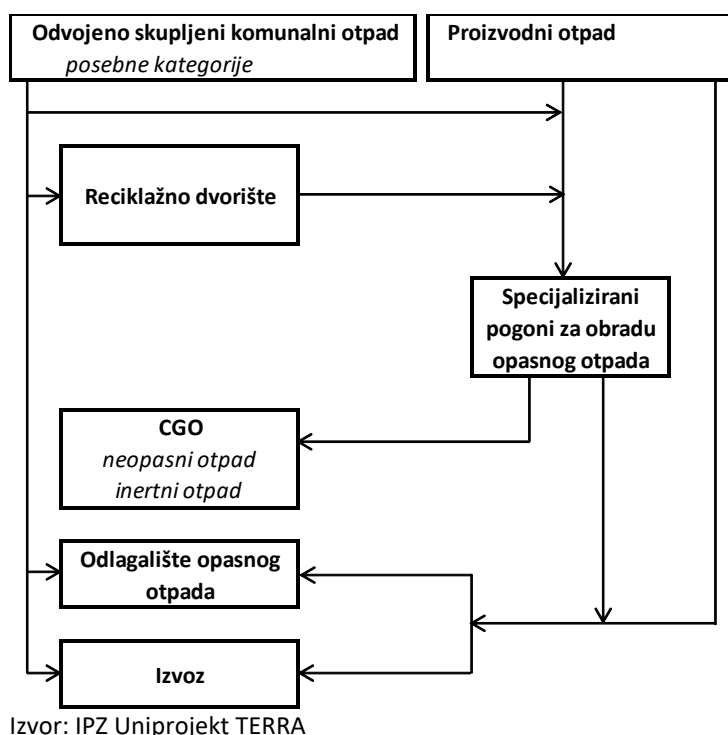 Odvojeno skupljeni komunalni otpad
posebne kategorije
Proizvodni otpad
Reciklažno dvorište
Specijalizirani
pogoni za obradu
opasnog otpada
CGO
neopasni otpad
inertni otpad
Odlagalište opasnog
otpada
Izvoz
Izvor: IPZ Uniprojekt TERRA